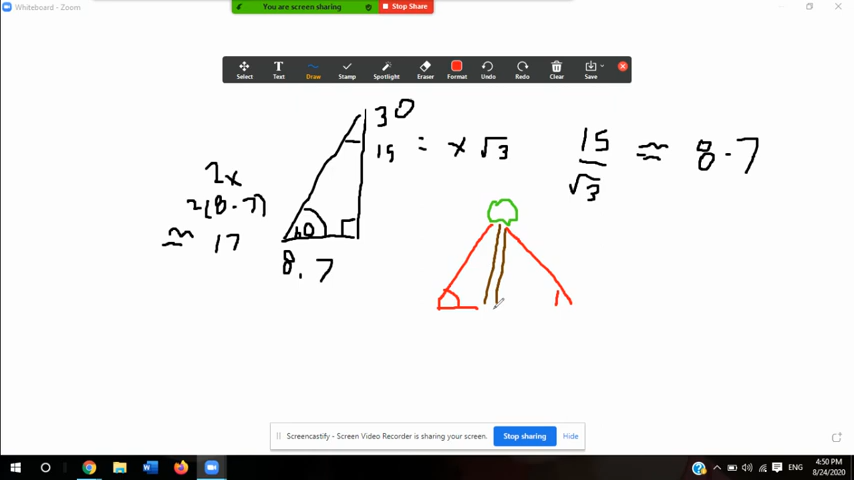 Whiteboard - Zoom
You are screen sharing
Stop Share
Select
Text
Draw
Stamp
Spotlight
Eraser
Format
Undo
Redo
Clear
Save
30
15 = x √3
15
√3
≈ 8.7
2x
2(8.7)
≈ 17
60
8.7
Screencastify - Screen Video Recorder is sharing your screen.
Stop sharing
Hide
ENG
4:50 PM
8/24/2020